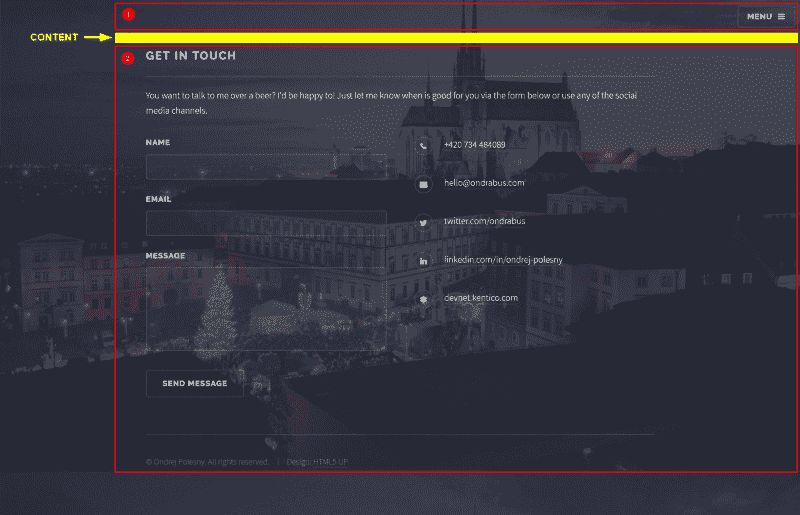 1
MENU
CONTENT
2
GET IN TOUCH
You want to talk to me over a beer? I'd be happy to! Just let me know when is good for you via the form below or use any of the social
media channels.
NAME
+420 734 484089
hello@ondrabus.com
EMAIL
twitter.com/ondrabus
MESSAGE
linkedin.com/in/ondrej-polesny
devnet.kentico.com
SEND MESSAGE
© Ondrej Polesny. All rights reserved. | Design: HTML5 UP